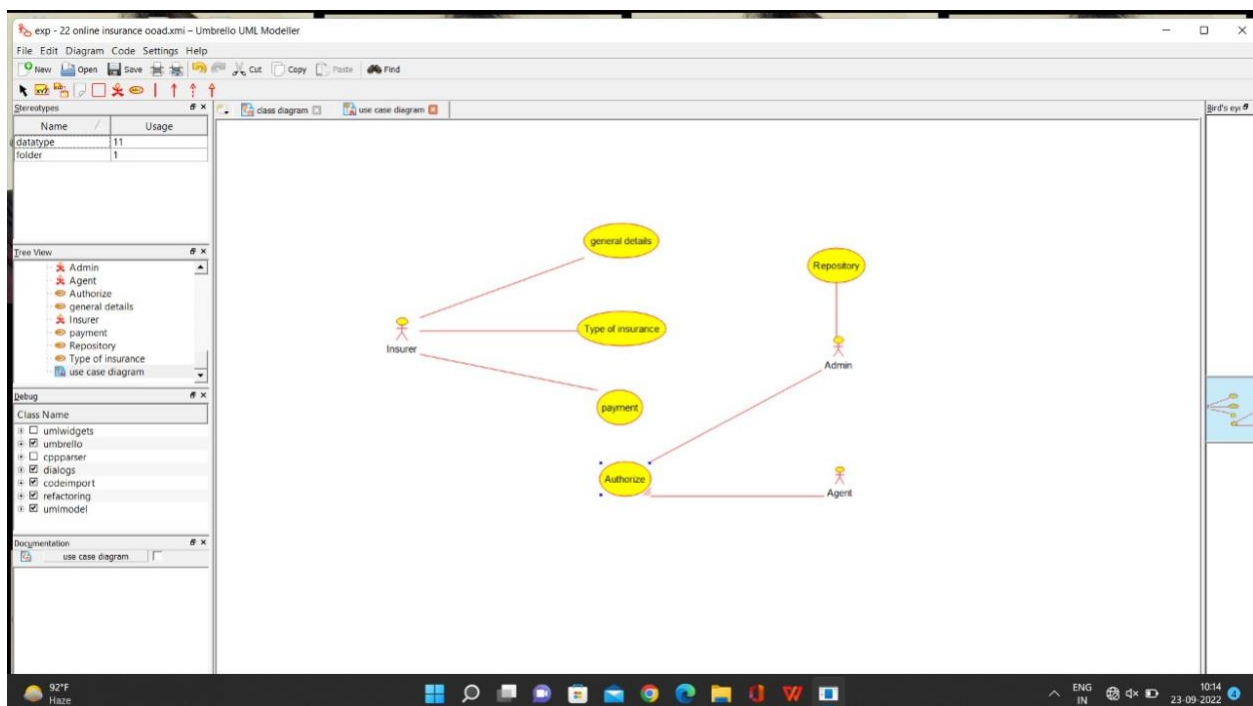 exp - 22 online insurance ooad.xmi – Umbrello UML Modeller
File Edit Diagram Code Settings Help
New Open Save Cut Copy Paste Find
Stereotypes
Name Usage
datatype 11
folder 1
class diagram use case diagram
Bird's eye
Tree View
Admin
Agent
Authorize
general details
Insurer
payment
Repository
Type of insurance
use case diagram
Debug
Class Name
umlwidgets
umbrello
cppparser
dialogs
codeimport
refactoring
umlmodel
Documentation
use case diagram
general details
Repository
Type of insurance
Insurer
Admin
payment
Authorize
Agent
92°F
Haze
ENG
IN
10:14
23-09-2022
4